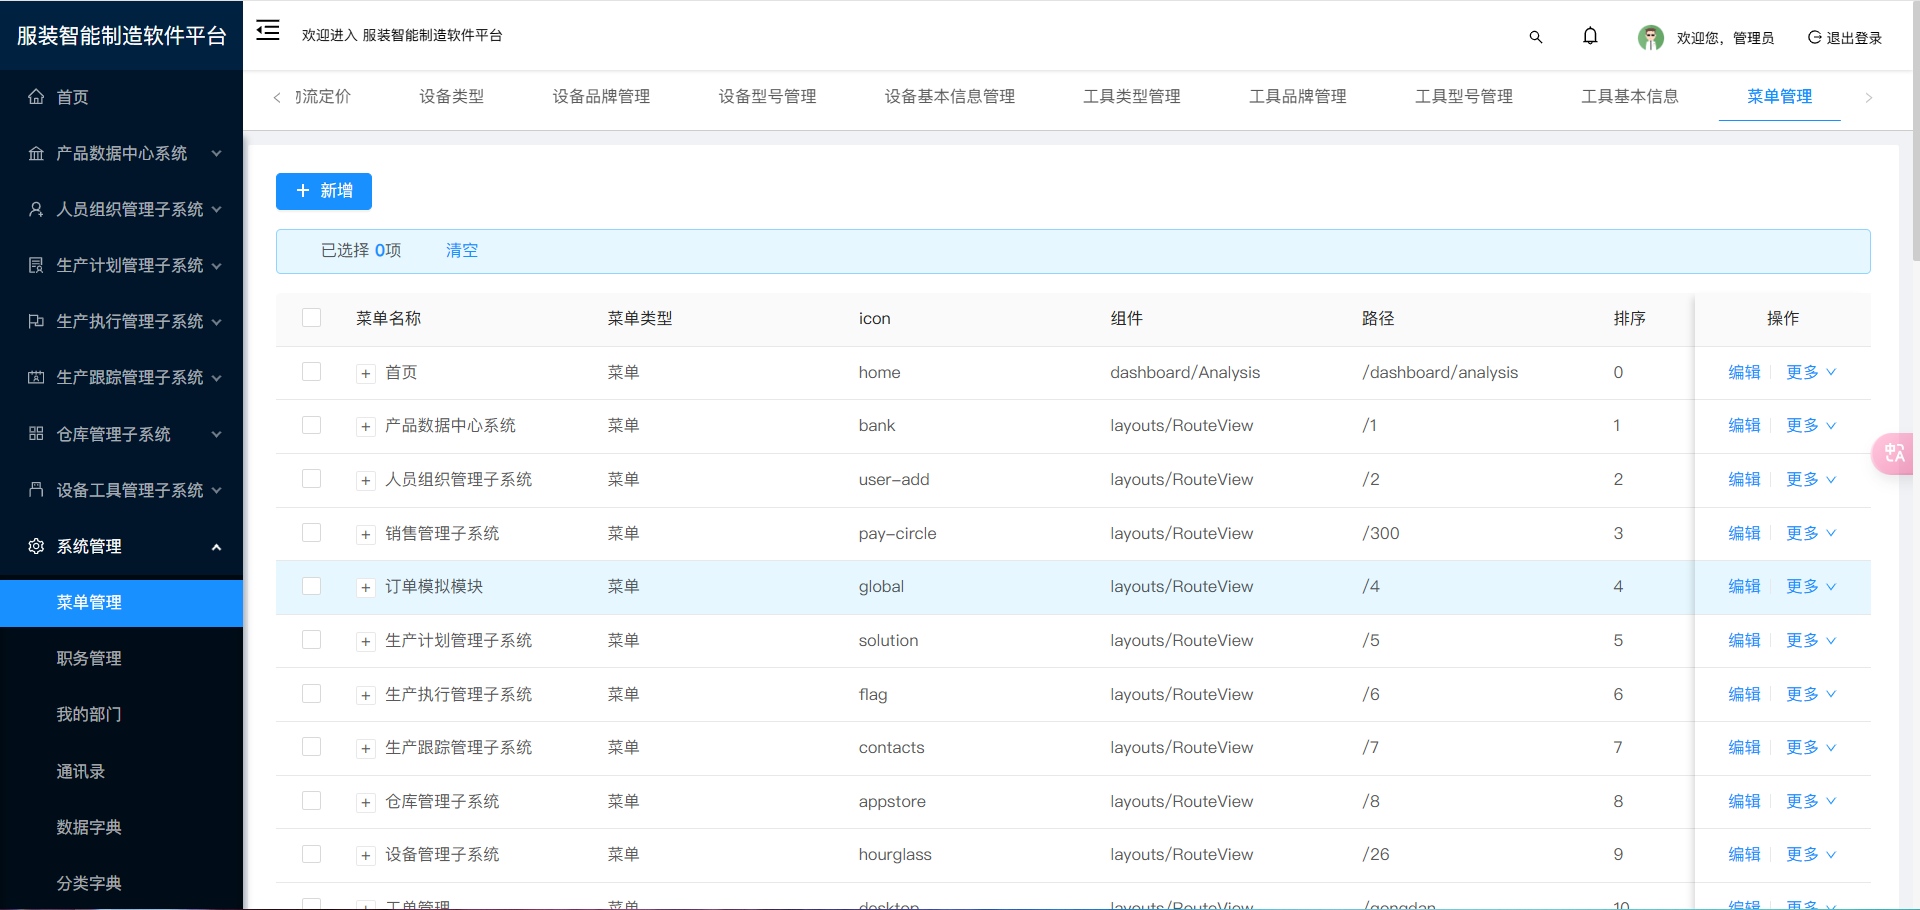 服装智能制造软件平台
欢迎进入 服装智能制造软件平台
欢迎您，管理员
退出登录
首页
产品数据中心系统
人员组织管理子系统
生产计划管理子系统
生产执行管理子系统
生产跟踪管理子系统
仓库管理子系统
设备工具管理子系统
系统管理
菜单管理
职务管理
我的部门
通讯录
数据字典
分类字典
流定价 设备类型 设备品牌管理 设备型号管理 设备基本信息管理 工具类型管理 工具品牌管理 工具型号管理 工具基本信息 菜单管理
新增
已选择 0项 清空
菜单名称 菜单类型 icon 组件 路径 排序 操作
首页 菜单 home dashboard/Analysis /dashboard/analysis 0 编辑 更多
产品数据中心系统 菜单 bank layouts/RouteView /1 1 编辑 更多
人员组织管理子系统 菜单 user-add layouts/RouteView /2 2 编辑 更多
销售管理子系统 菜单 pay-circle layouts/RouteView /300 3 编辑 更多
订单模拟模块 菜单 global layouts/RouteView /4 4 编辑 更多
生产计划管理子系统 菜单 solution layouts/RouteView /5 5 编辑 更多
生产执行管理子系统 菜单 flag layouts/RouteView /6 6 编辑 更多
生产跟踪管理子系统 菜单 contacts layouts/RouteView /7 7 编辑 更多
仓库管理子系统 菜单 appstore layouts/RouteView /8 8 编辑 更多
设备管理子系统 菜单 hourglass layouts/RouteView /26 9 编辑 更多
工单管理 菜单 desktop layouts/RouteView /gongdan 10 编辑 更多
中A